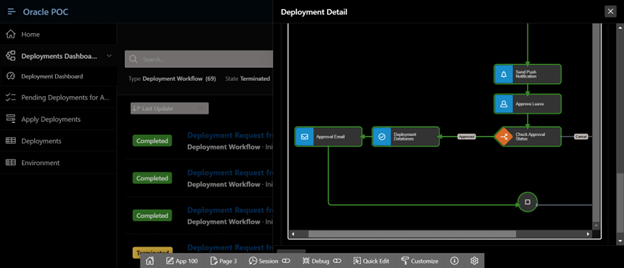 Oracle POC
Deployment Detail
Home
Deployments Dashboa...
Deployment Dashboard
Pending Deployments for A...
Apply Deployments
Deployments
Environment
Search...
Type Deployment Workflow (69) State Terminated
Last Update
Completed
Deployment Request fr
Deployment Workflow · Ini
Completed
Deployment Request fr
Deployment Workflow · Ini
Completed
Deployment Request fr
Deployment Workflow · Ini
Terminated
Deployment Request fr
Send Push
Notification
Approve Leave
Approval Email
Deployment
Databases
Approved
Check Approval
Status
Cancel
App 100
Page 3
Session
Debug
Quick Edit
Customize